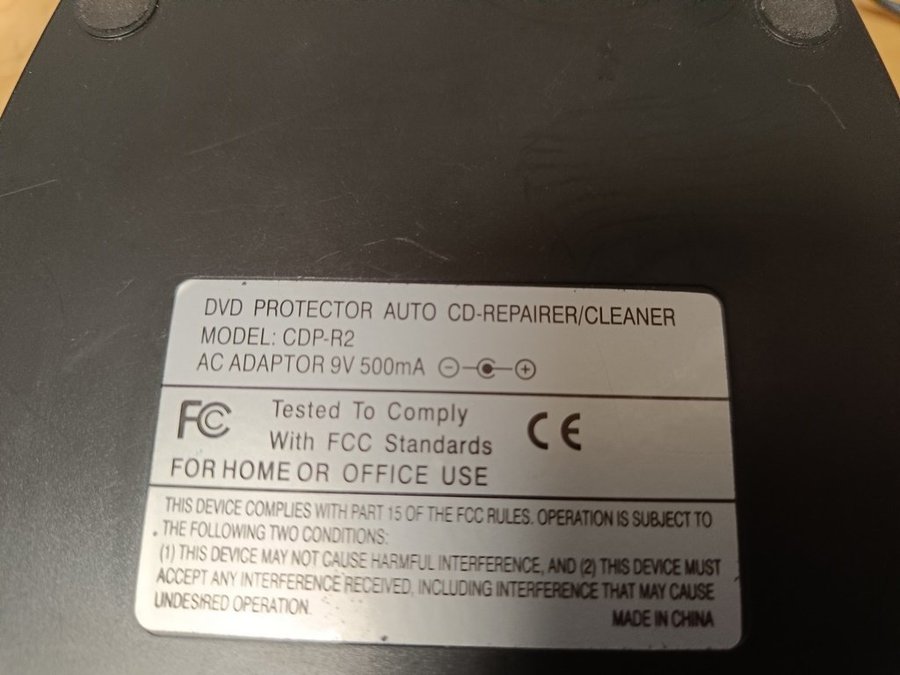 DVD PROTECTOR AUTO CD-REPAIRER/CLEANER
MODEL: CDP-R2
AC ADAPTOR 9V 500mA
FC Tested To Comply
With FCC Standards
CE
FOR HOME OR OFFICE USE
THIS DEVICE COMPLIES WITH PART 15 OF THE FCC RULES. OPERATION IS SUBJECT TO
THE FOLLOWING TWO CONDITIONS:
(1) THIS DEVICE MAY NOT CAUSE HARMFUL INTERFERENCE, AND (2) THIS DEVICE MUST
ACCEPT ANY INTERFERENCE RECEIVED, INCLUDING INTERFERENCE THAT MAY CAUSE
UNDESIRED OPERATION.
MADE IN CHINA